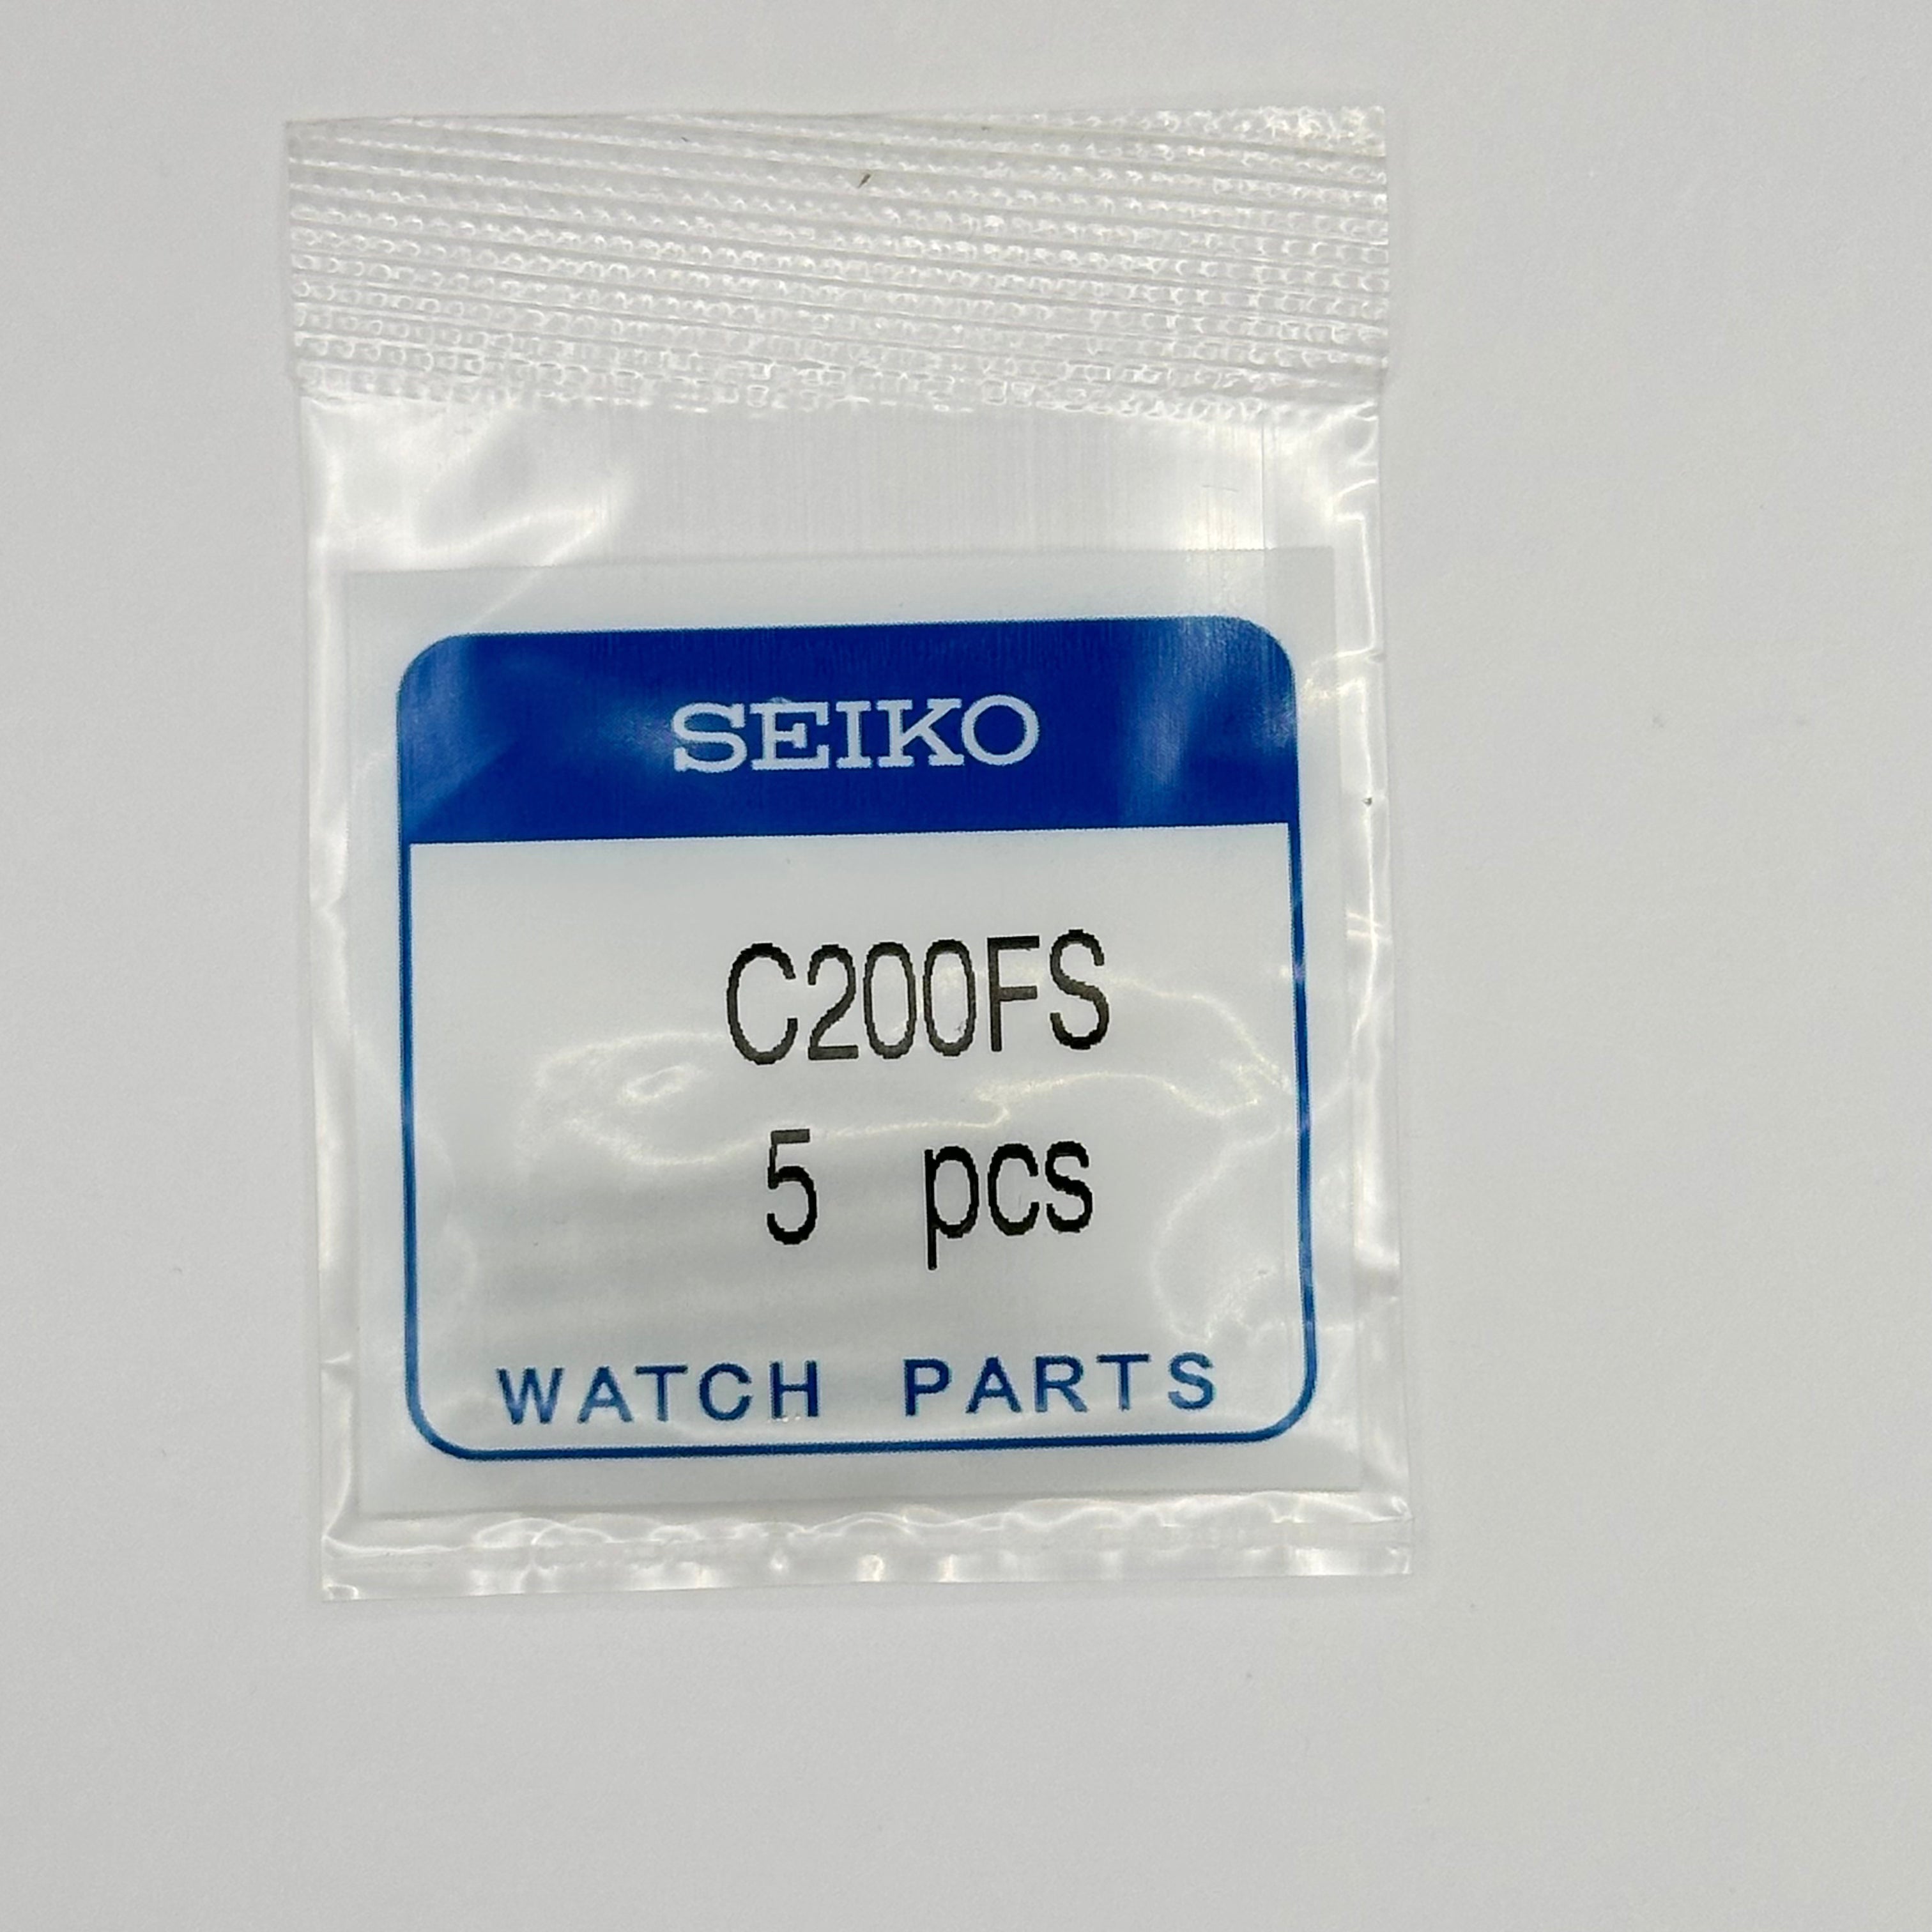 SEIKO
C200FS
5 pcs
WATCH PARTS